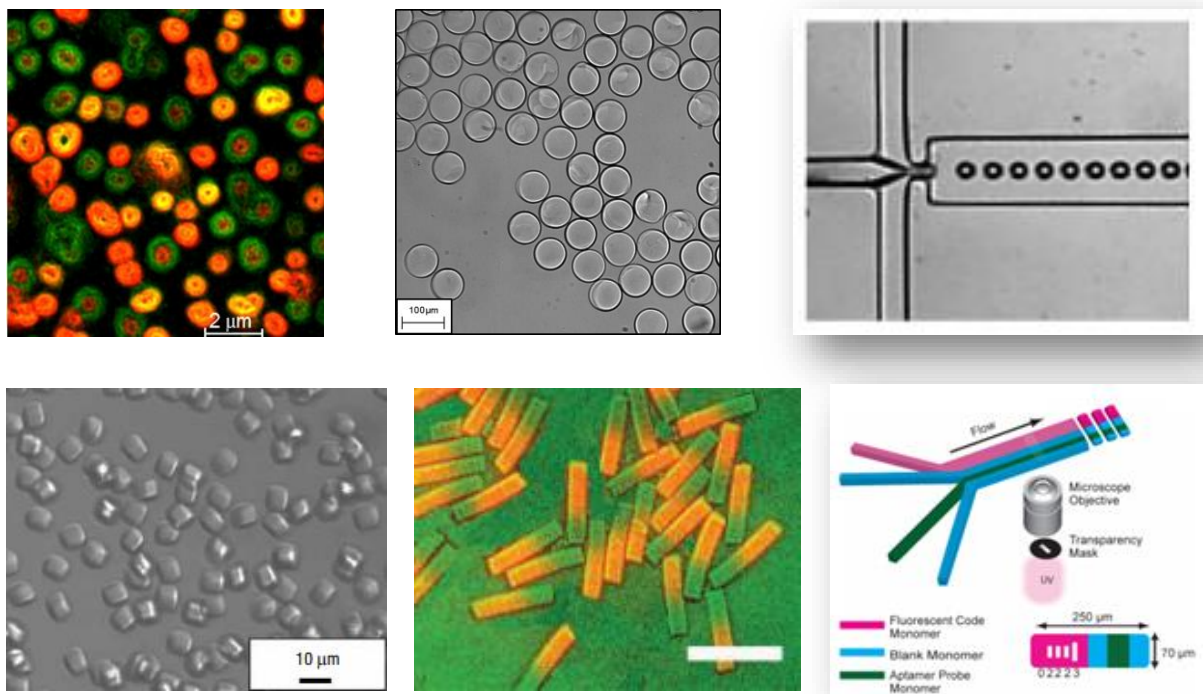 2 μm
100μm
10 μm
Flow
Microscope
Objective
Transparency
Mask
UV
Fluorescent Code
Monomer
Blank Monomer
Aptamer Probe
Monomer
250 μm
70 μm
02223